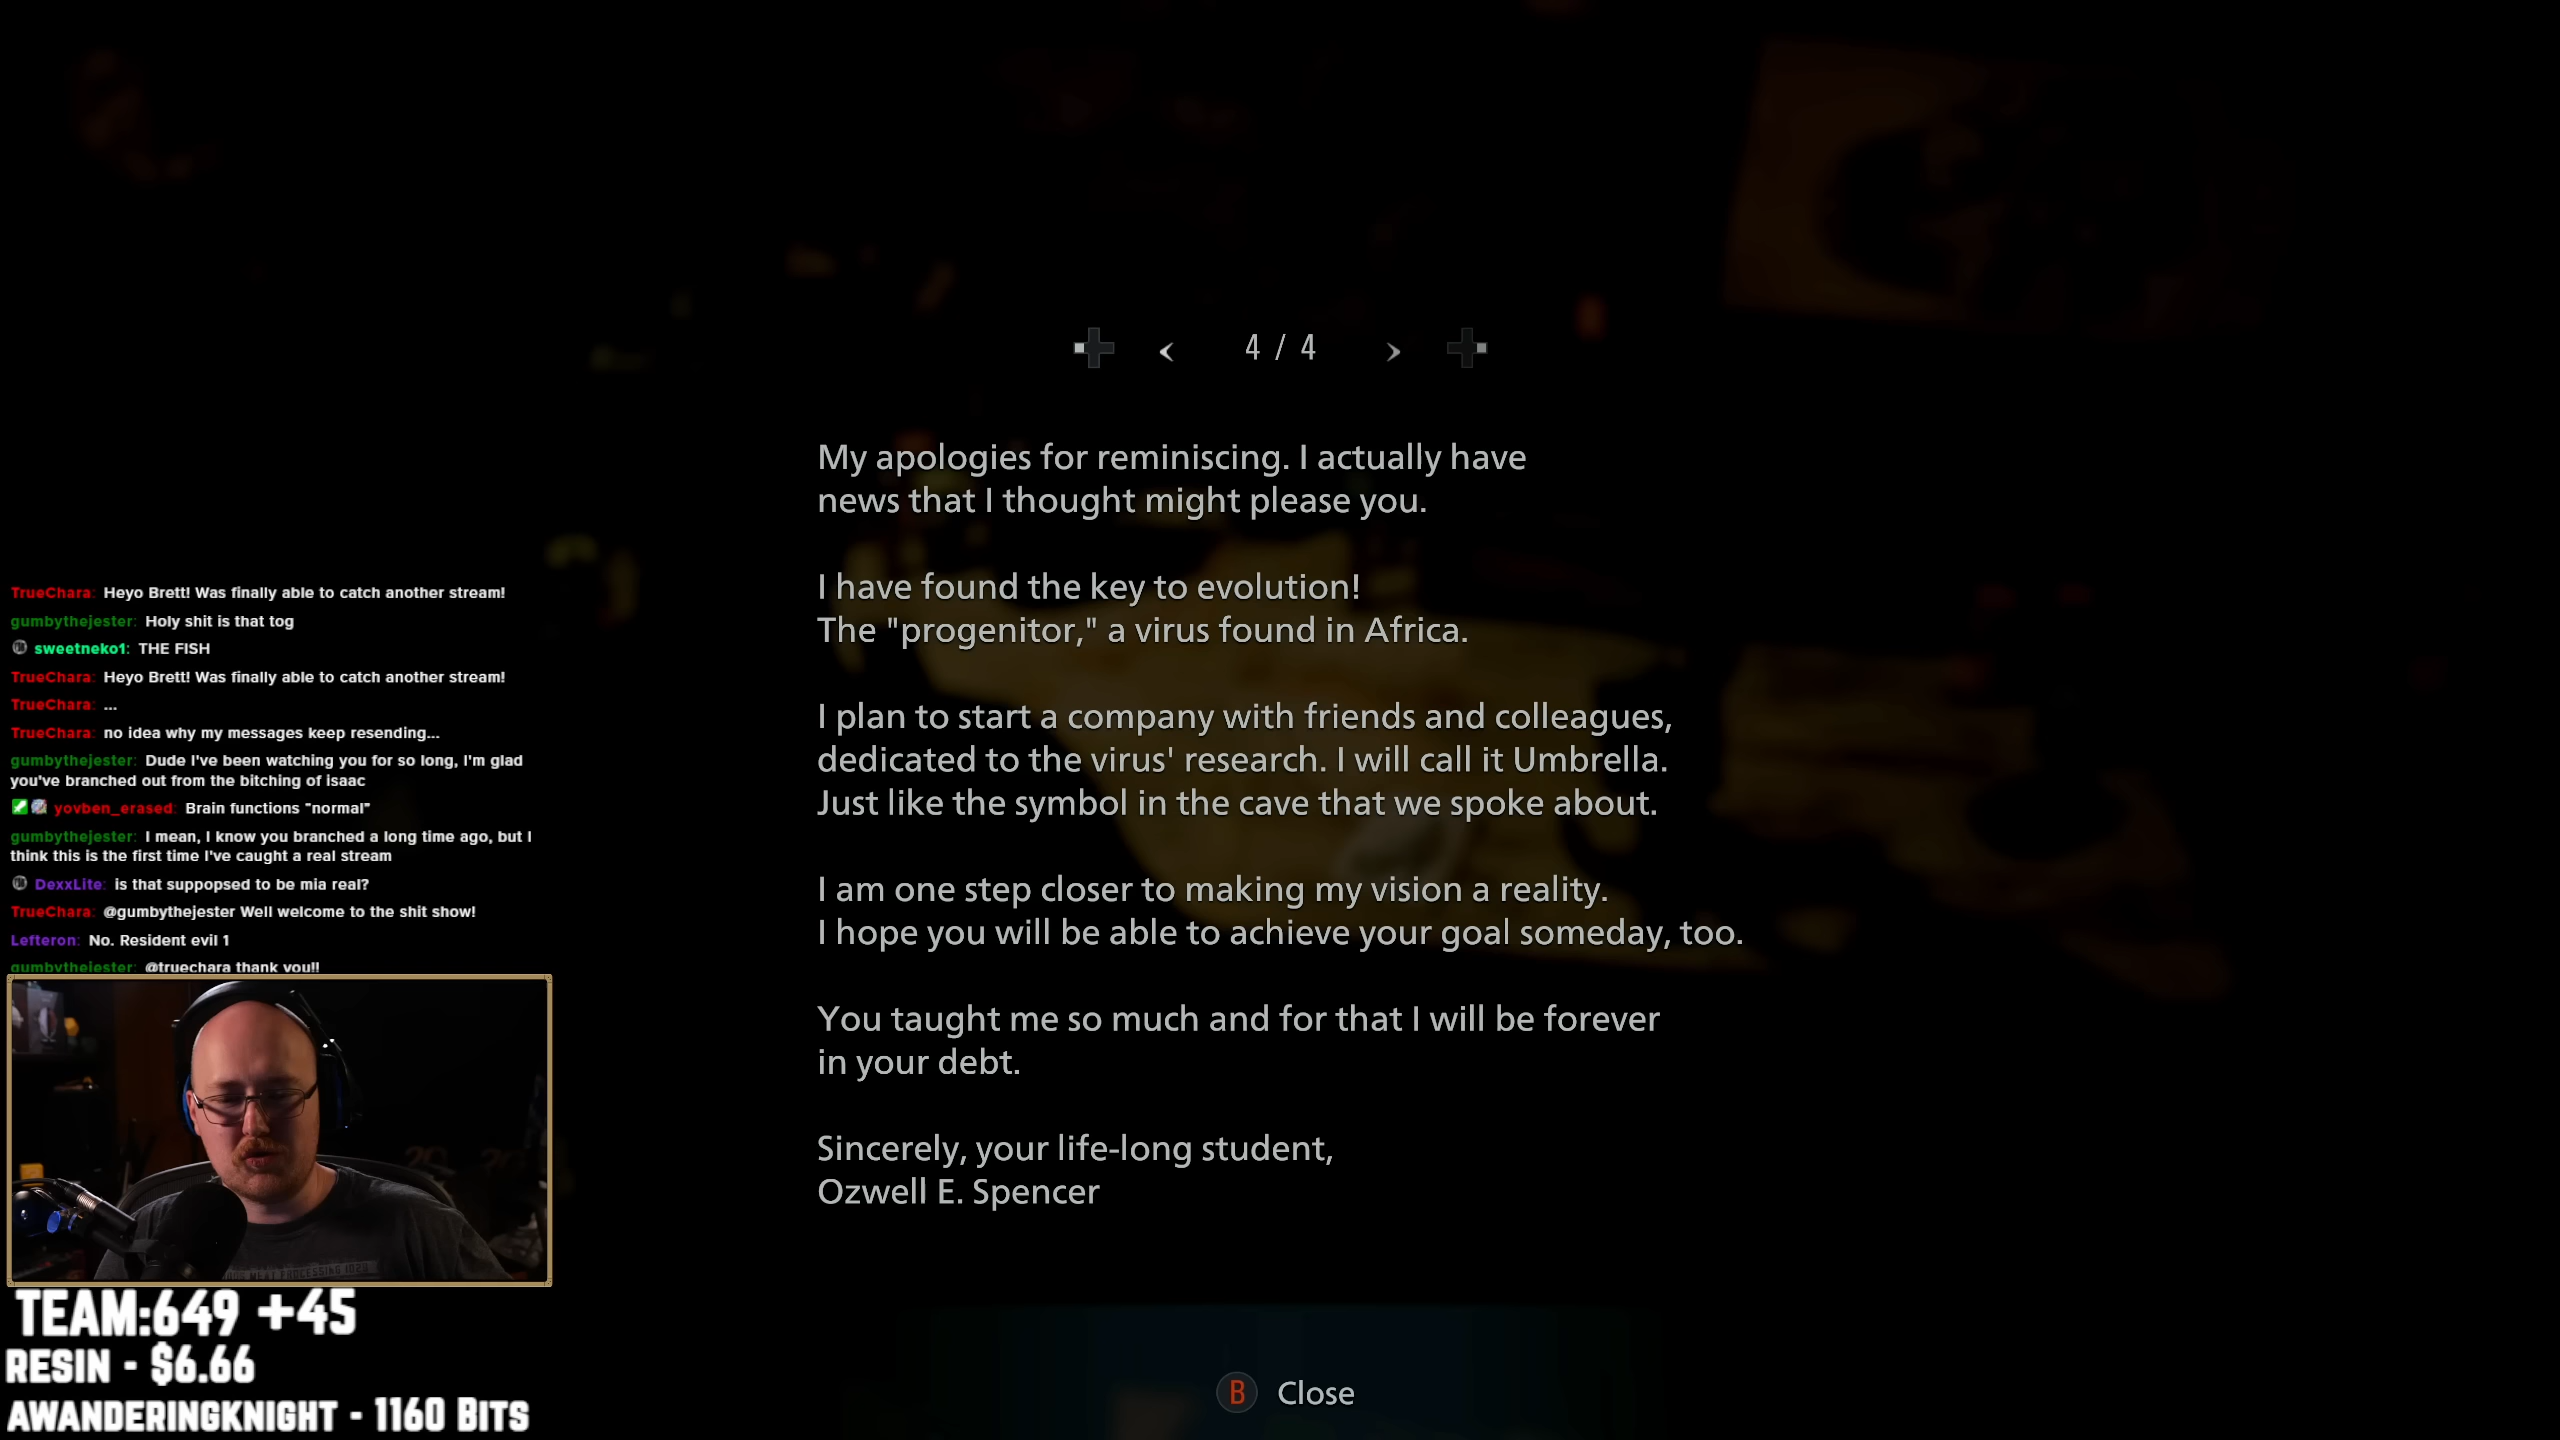 4 / 4
My apologies for reminiscing. I actually have
news that I thought might please you.
I have found the key to evolution!
The "progenitor," a virus found in Africa.
I plan to start a company with friends and colleagues,
dedicated to the virus' research. I will call it Umbrella.
Just like the symbol in the cave that we spoke about.
I am one step closer to making my vision a reality.
I hope you will be able to achieve your goal someday, too.
You taught me so much and for that I will be forever
in your debt.
Sincerely, your life-long student,
Ozwell E. Spencer
B Close
TrueChara: Heyo Brett! Was finally able to catch another stream!
gumbythejester: Holy shit is that tog
sweetneko1: THE FISH
TrueChara: Heyo Brett! Was finally able to catch another stream!
TrueChara: ...
TrueChara: no idea why my messages keep resending...
gumbythejester: Dude I've been watching you for so long, I'm glad
you've branched out from the bitching of isaac
yovben_erased: Brain functions "normal"
gumbythejester: I mean, I know you branched a long time ago, but I
think this is the first time I've caught a real stream
DexxLite: is that suppopsed to be mia real?
TrueChara: @gumbythejester Well welcome to the shit show!
Lefteron: No. Resident evil 1
gumbythejester: @truechara thank you!!
TEAM:649 +45
RESIN - $6.66
AWANDERINGKNIGHT - 1160 BITS